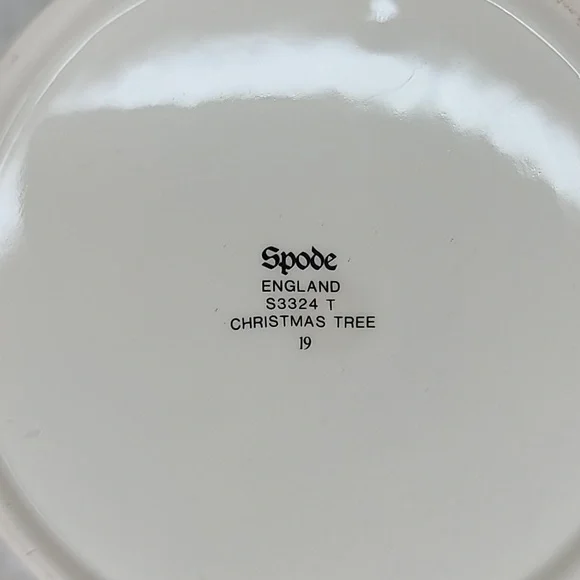 Spode
ENGLAND
S3324 T
CHRISTMAS TREE
19